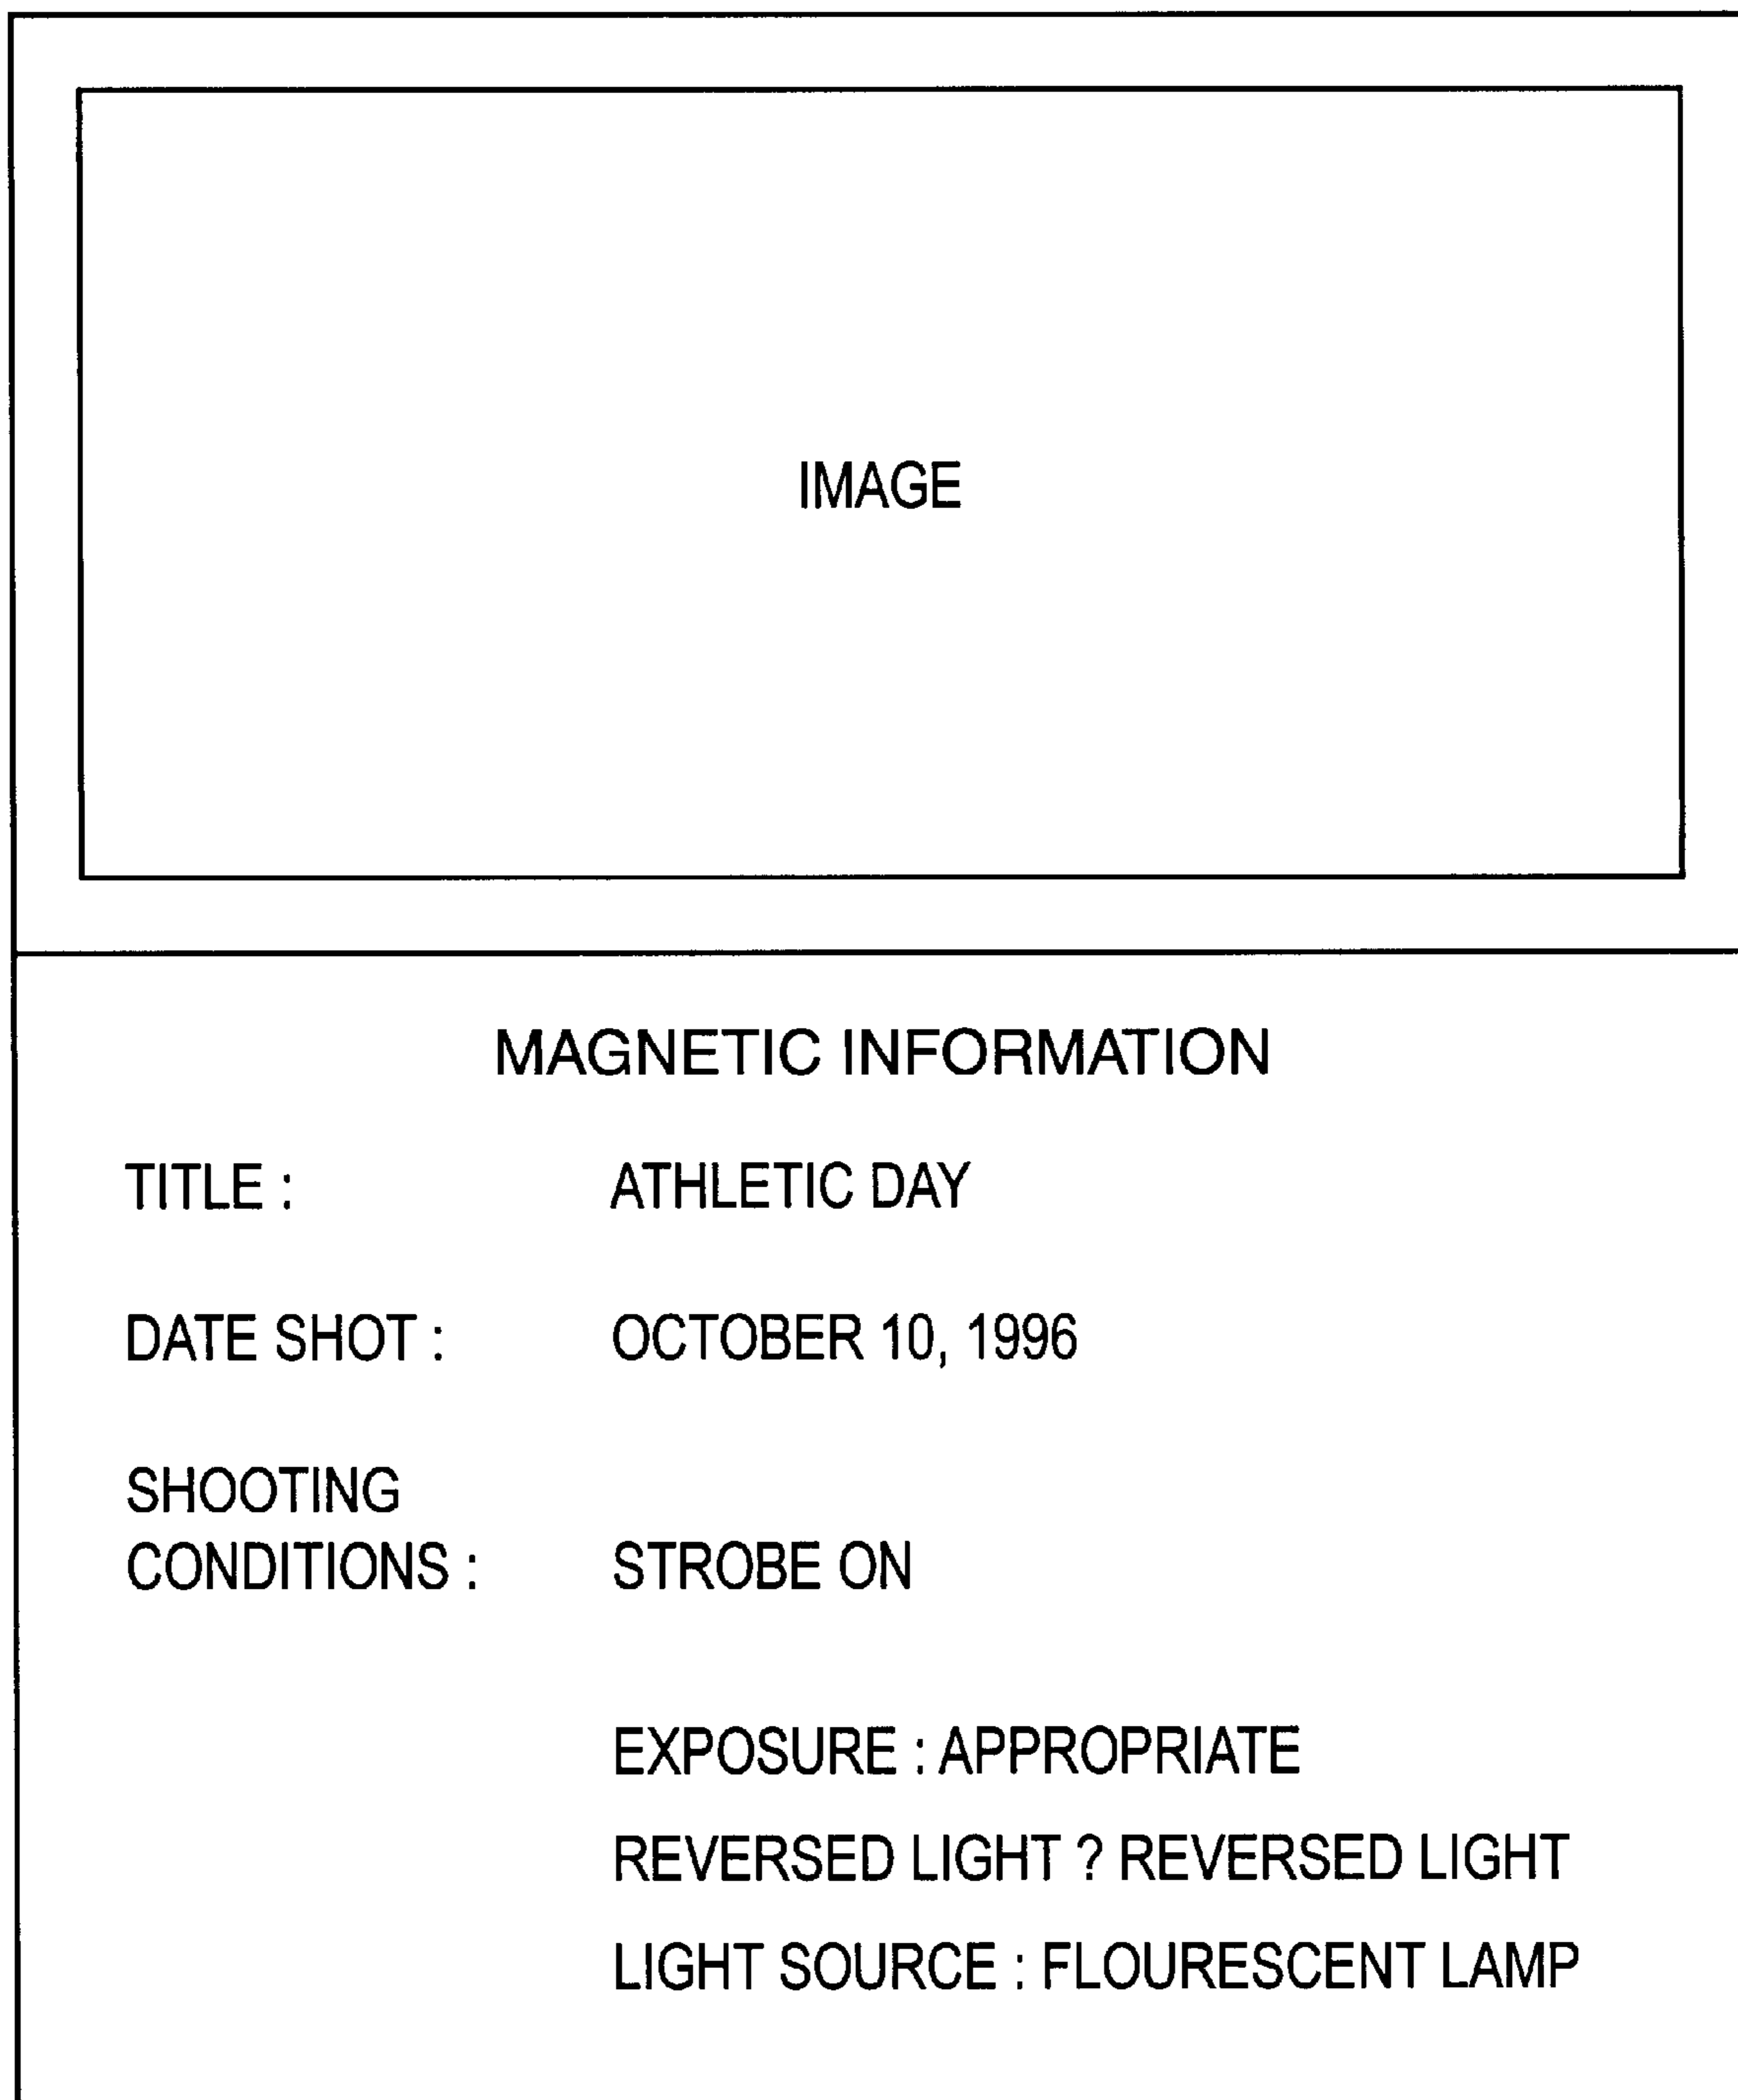 IMAGE
MAGNETIC INFORMATION
TITLE : ATHLETIC DAY
DATE SHOT : OCTOBER 10, 1996
SHOOTING
CONDITIONS : STROBE ON
EXPOSURE : APPROPRIATE
REVERSED LIGHT ? REVERSED LIGHT
LIGHT SOURCE : FLOURESCENT LAMP